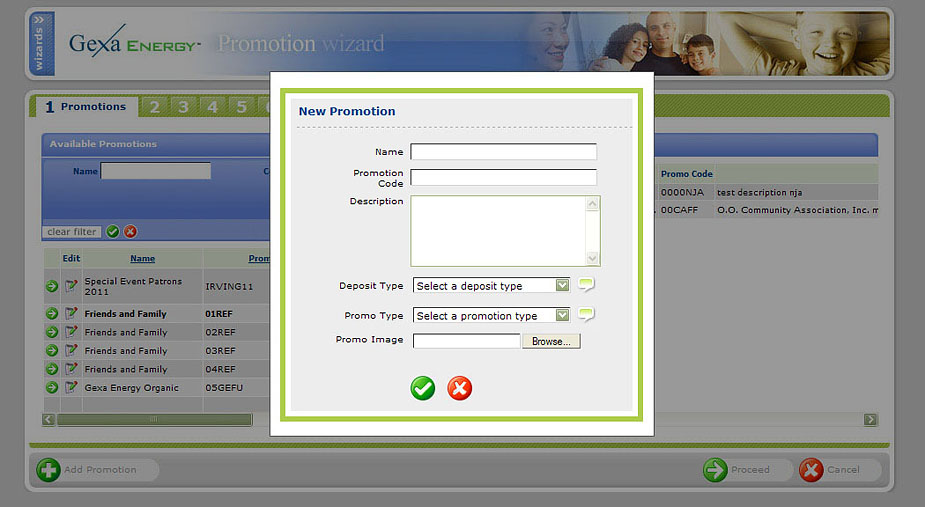 wizards »
Gexa ENERGY™ Promotion wizard
1 Promotions 2 3 4 5
Available Promotions
Name
clear filter
Edit Name Prom
Special Event Patrons
2011
IRVING11
Friends and Family 01REF
Friends and Family 02REF
Friends and Family 03REF
Friends and Family 04REF
Gexa Energy Organic 05GEFU
New Promotion
Name
Promotion
Code
Description
Deposit Type Select a deposit type
Promo Type Select a promotion type
Promo Image Browse...
Promo Code
0000NJA test description nja
00CAFF O.O. Community Association, Inc. m
Add Promotion Proceed Cancel